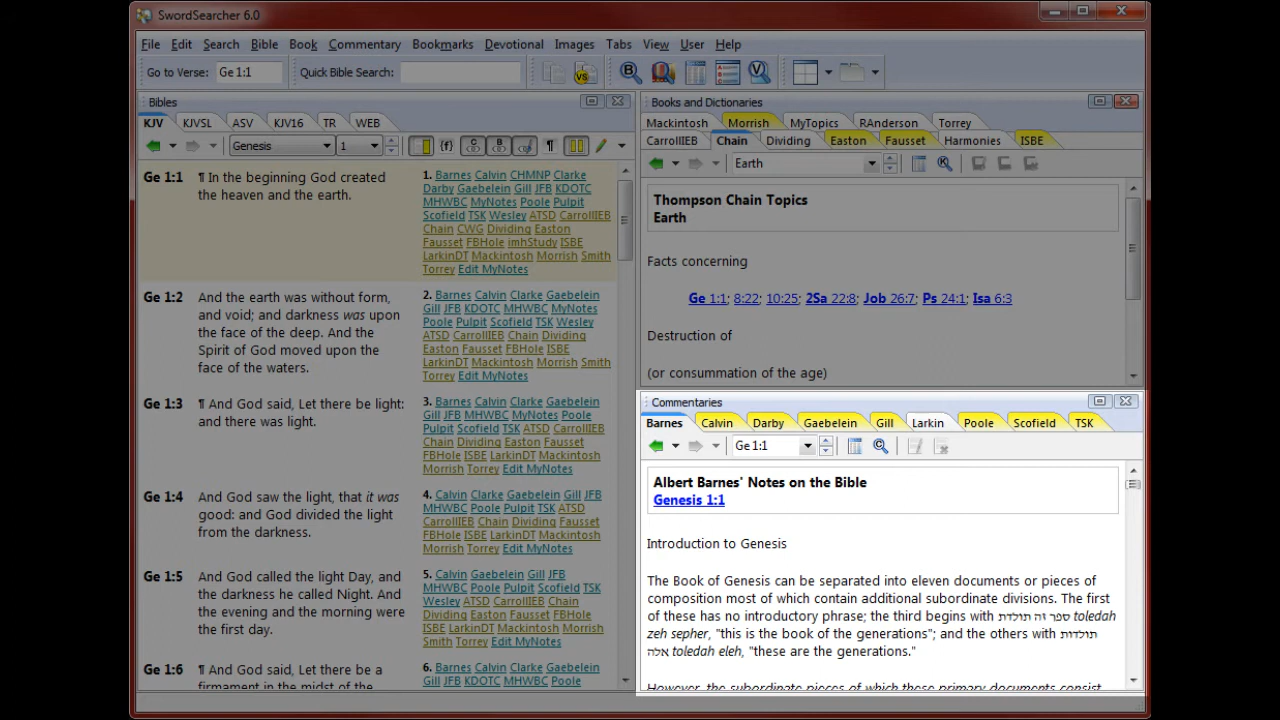 SwordSearcher 6.0
File Edit Search Bible Book Commentary Bookmarks Devotional Images Tabs View User Help
Go to Verse: Ge 1:1 Quick Bible Search:
Bibles
KJV KJVSL ASV KJV16 TR WEB
Genesis 1
Ge 1:1 ¶ In the beginning God created
the heaven and the earth.
1. Barnes Calvin CHMNP Clarke
Darby Gaebelein Gill JFB KDOTC
MHWBC MyNotes Poole Pulpit
Scofield TSK Wesley ATSD CarrollIEB
Chain CWG Dividing Easton
Fausset FBHole imhStudy ISBE
LarkinDT Mackintosh Morrish Smith
Torrey Edit MyNotes
Ge 1:2 And the earth was without form,
and void; and darkness was upon
the face of the deep. And the
Spirit of God moved upon the
face of the waters.
2. Barnes Calvin Clarke Gaebelein
Gill JFB KDOTC MHWBC MyNotes
Poole Pulpit Scofield TSK Wesley
ATSD CarrollIEB Chain Dividing
Easton Fausset FBHole ISBE
LarkinDT Mackintosh Morrish Smith
Torrey Edit MyNotes
Ge 1:3 ¶ And God said, Let there be light:
and there was light.
3. Barnes Calvin Clarke Gaebelein
Gill JFB MHWBC MyNotes Poole
Pulpit Scofield TSK ATSD CarrollIEB
Chain Dividing Easton Fausset
FBHole ISBE LarkinDT Mackintosh
Morrish Torrey Edit MyNotes
Ge 1:4 And God saw the light, that it was
good: and God divided the light
from the darkness.
4. Calvin Clarke Gaebelein Gill JFB
MHWBC Poole Pulpit TSK ATSD
CarrollIEB Chain Dividing Fausset
FBHole ISBE LarkinDT Mackintosh
Morrish Torrey Edit MyNotes
Ge 1:5 And God called the light Day, and
the darkness he called Night. And
the evening and the morning were
the first day.
5. Calvin Gaebelein Gill JFB
MHWBC Poole Pulpit Scofield TSK
Wesley ATSD CarrollIEB Chain
Dividing Easton Fausset FBHole
ISBE LarkinDT Mackintosh Morrish
Smith Torrey Edit MyNotes
Ge 1:6 ¶ And God said, Let there be a
firmament in the midst of the
6. Barnes Calvin Clarke Gaebelein
Gill JFB KDOTC MHWBC Poole
Books and Dictionaries
Mackintosh Morrish MyTopics RAnderson Torrey
CarrollIEB Chain Dividing Easton Fausset Harmonies ISBE
Earth
Thompson Chain Topics
Earth
Facts concerning
Ge 1:1; 8:22; 10:25; 2Sa 22:8; Job 26:7; Ps 24:1; Isa 6:3
Destruction of
(or consummation of the age)
Commentaries
Barnes Calvin Darby Gaebelein Gill Larkin Poole Scofield TSK
Ge 1:1
Albert Barnes' Notes on the Bible
Genesis 1:1
Introduction to Genesis
The Book of Genesis can be separated into eleven documents or pieces of
composition most of which contain additional subordinate divisions. The first
of these has no introductory phrase; the third begins with ספר זה תולדת toledah
zeh sepher, "this is the book of the generations"; and the others with תולדות
אלה toledah eleh, "these are the generations."
However, the subordinate pieces of which these primary documents consist,